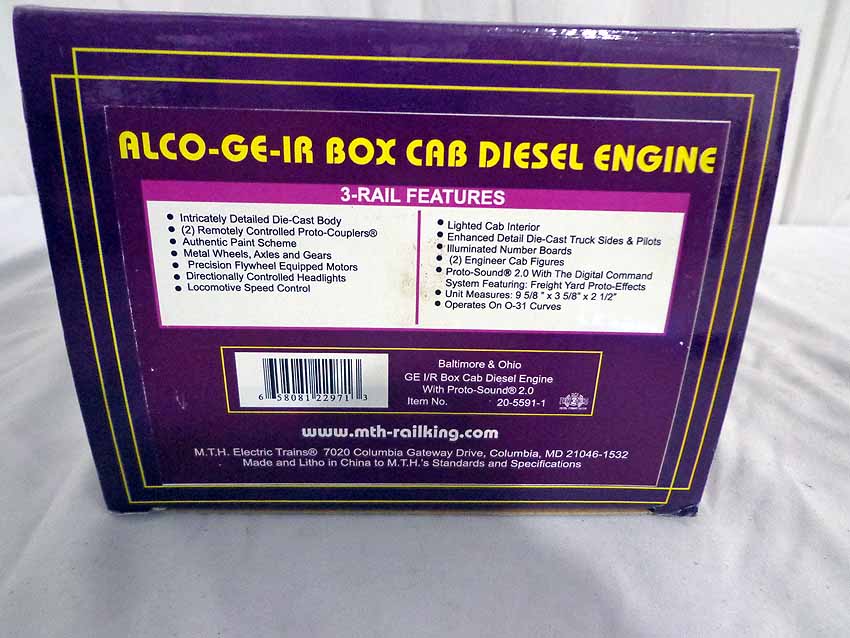 ALCO-GE-IR BOX CAB DIESEL ENGINE
3-RAIL FEATURES
• Intricately Detailed Die-Cast Body
• (2) Remotely Controlled Proto-Couplers®
• Authentic Paint Scheme
• Metal Wheels, Axles and Gears
• Precision Flywheel Equipped Motors
• Directionally Controlled Headlights
• Locomotive Speed Control
• Lighted Cab Interior
• Enhanced Detail Die-Cast Truck Sides & Pilots
• Illuminated Number Boards
• (2) Engineer Cab Figures
• Proto-Sound® 2.0 With The Digital Command
System Featuring: Freight Yard Proto-Effects
• Unit Measures: 9 5/8 " x 3 5/8" x 2 1/2"
• Operates On O-31 Curves
6 58081 22971 3
Baltimore & Ohio
GE I/R Box Cab Diesel Engine
With Proto-Sound® 2.0
Item No. 20-5591-1
www.mth-railking.com
M.T.H. Electric Trains® 7020 Columbia Gateway Drive, Columbia, MD 21046-1532
Made and Litho in China to M.T.H.'s Standards and Specifications